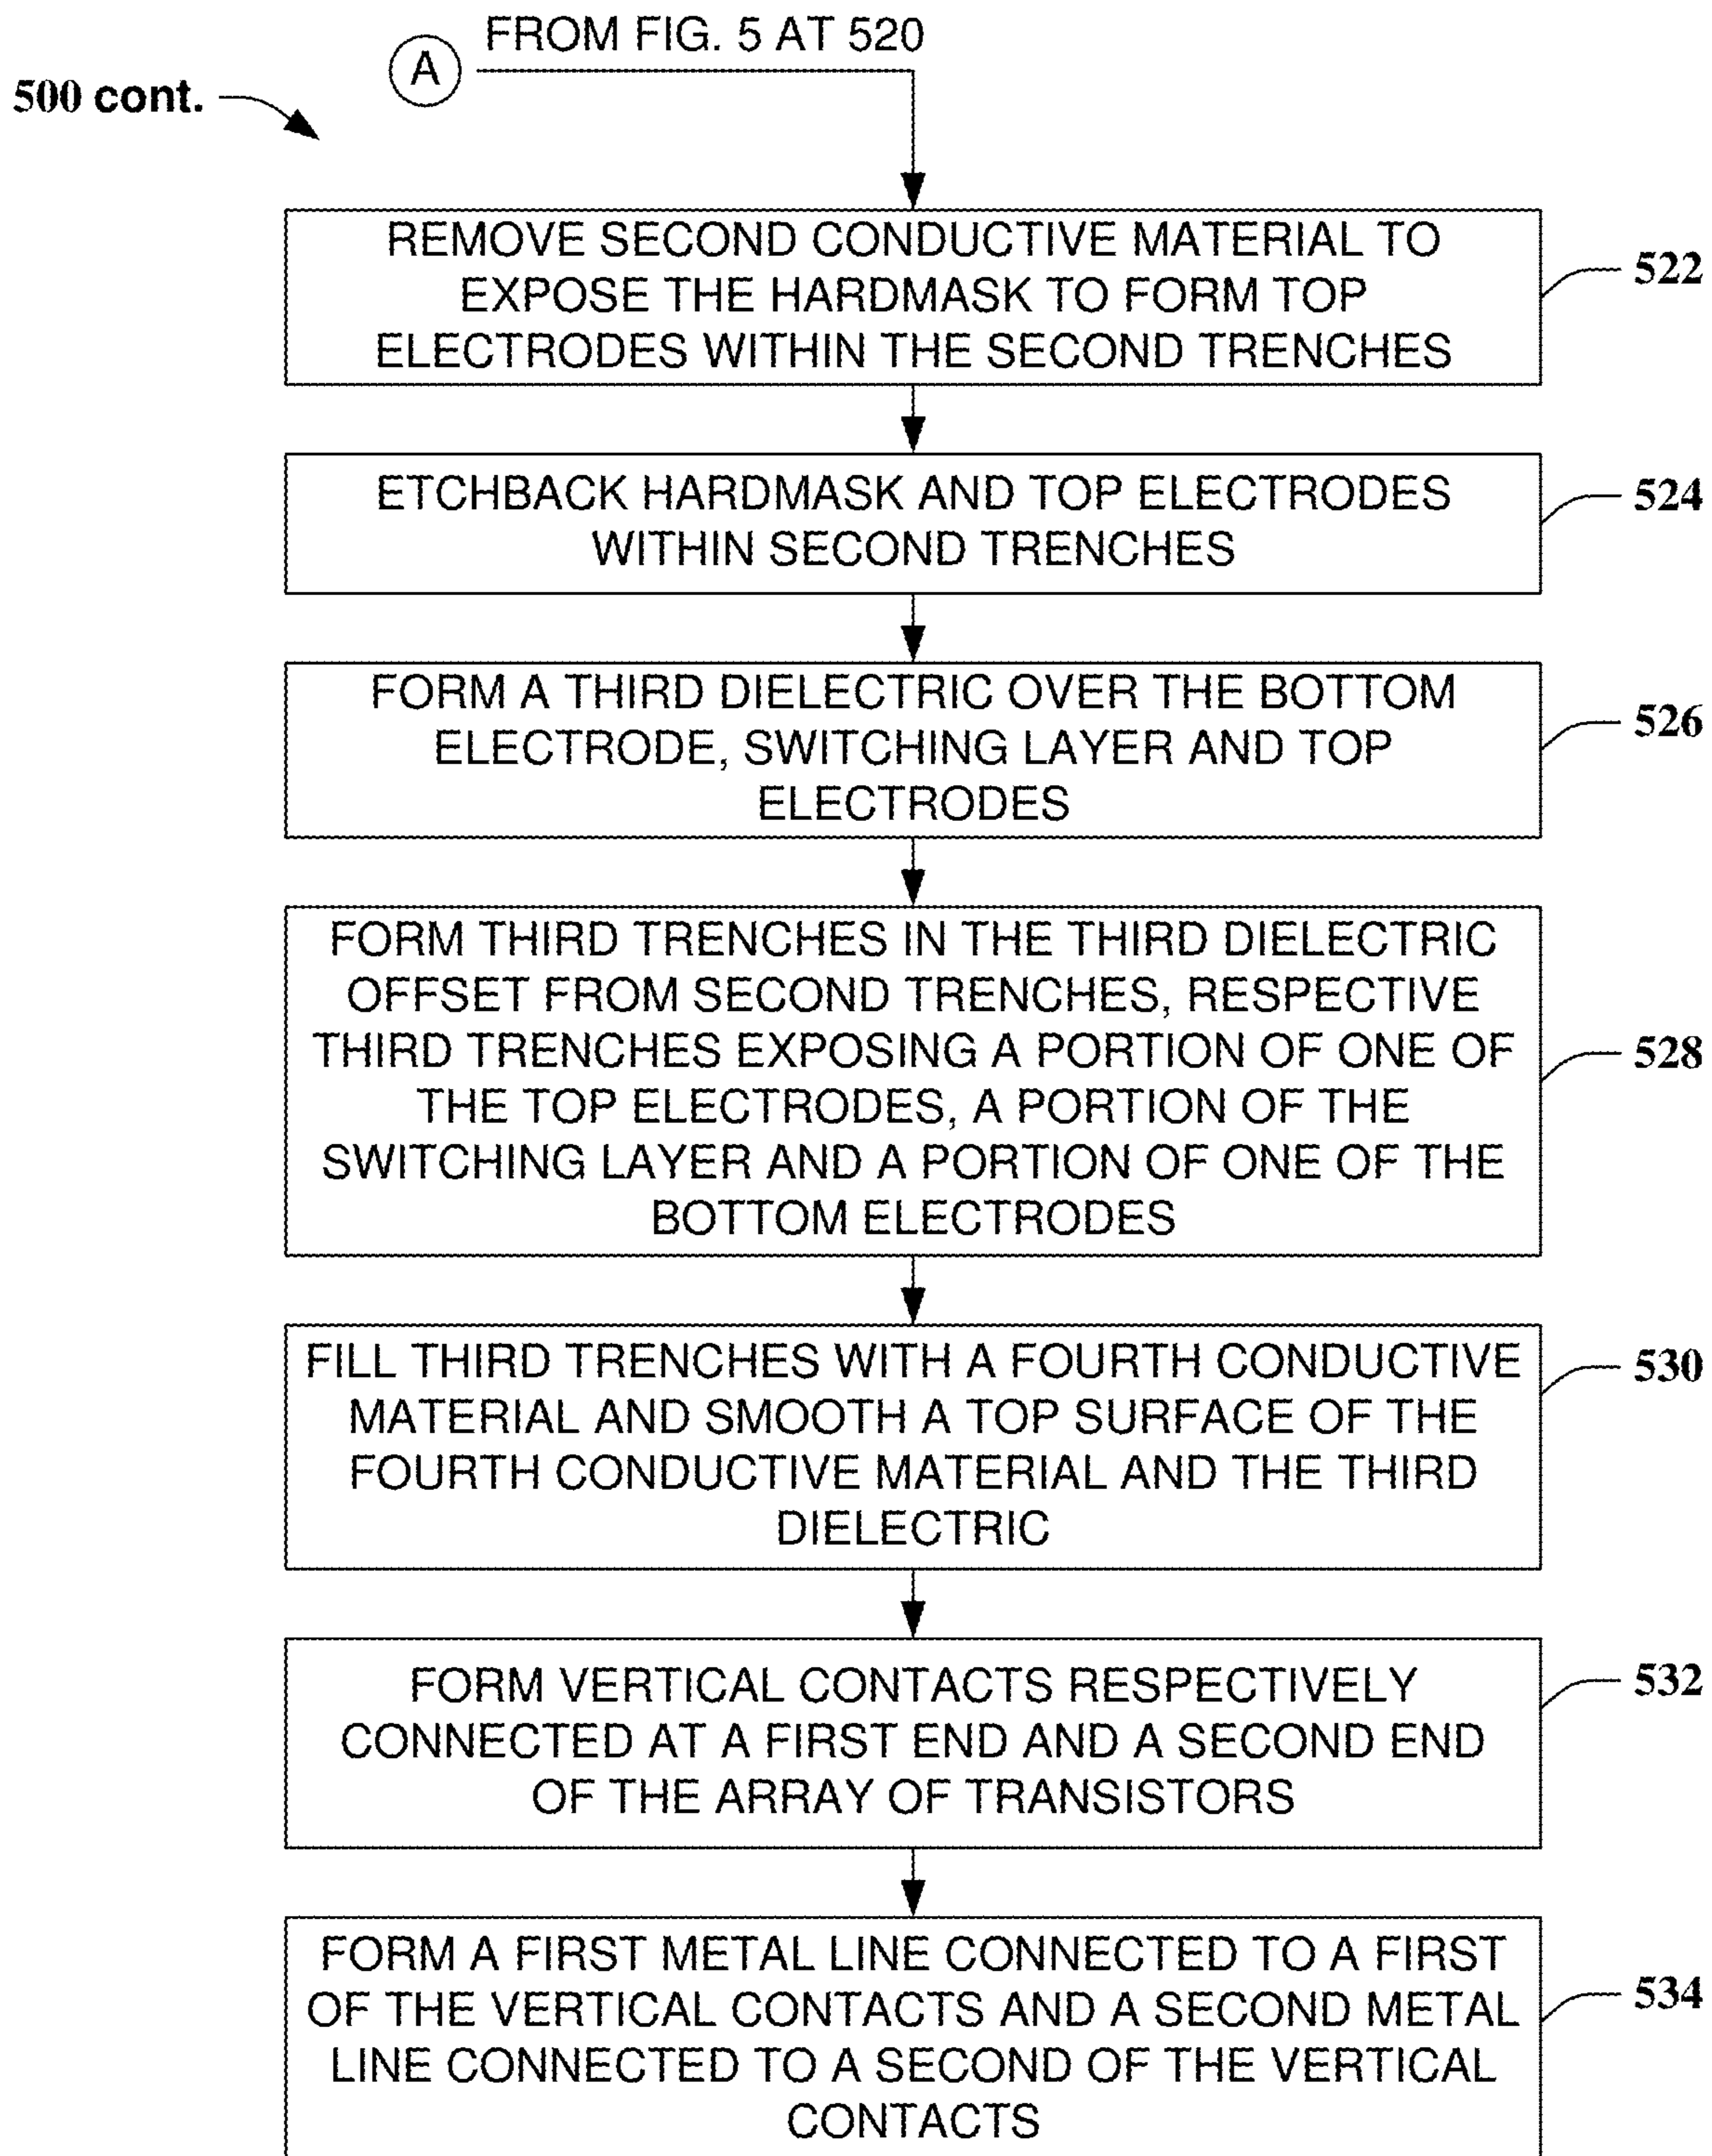 FROM FIG. 5 AT 520
A
500 cont.
REMOVE SECOND CONDUCTIVE MATERIAL TO
EXPOSE THE HARDMASK TO FORM TOP
ELECTRODES WITHIN THE SECOND TRENCHES
522
ETCHBACK HARDMASK AND TOP ELECTRODES
WITHIN SECOND TRENCHES
524
FORM A THIRD DIELECTRIC OVER THE BOTTOM
ELECTRODE, SWITCHING LAYER AND TOP
ELECTRODES
526
FORM THIRD TRENCHES IN THE THIRD DIELECTRIC
OFFSET FROM SECOND TRENCHES, RESPECTIVE
THIRD TRENCHES EXPOSING A PORTION OF ONE OF
THE TOP ELECTRODES, A PORTION OF THE
SWITCHING LAYER AND A PORTION OF ONE OF THE
BOTTOM ELECTRODES
528
FILL THIRD TRENCHES WITH A FOURTH CONDUCTIVE
MATERIAL AND SMOOTH A TOP SURFACE OF THE
FOURTH CONDUCTIVE MATERIAL AND THE THIRD
DIELECTRIC
530
FORM VERTICAL CONTACTS RESPECTIVELY
CONNECTED AT A FIRST END AND A SECOND END
OF THE ARRAY OF TRANSISTORS
532
FORM A FIRST METAL LINE CONNECTED TO A FIRST
OF THE VERTICAL CONTACTS AND A SECOND METAL
LINE CONNECTED TO A SECOND OF THE VERTICAL
CONTACTS
534